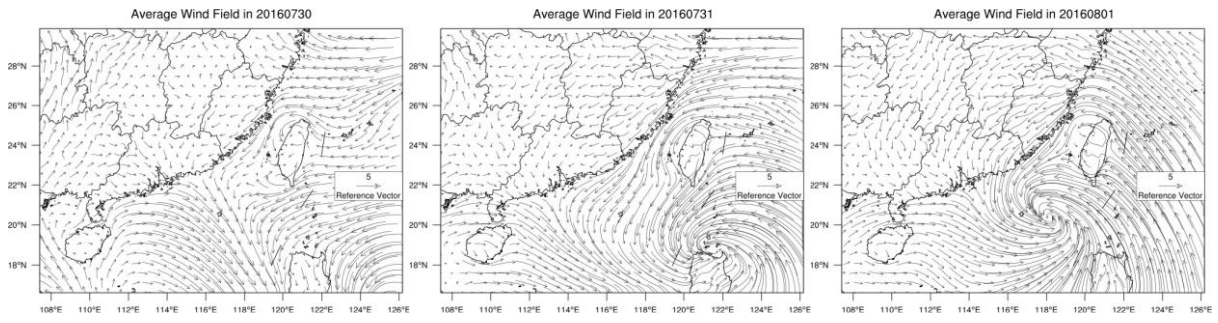 Average Wind Field in 20160730
28°N
26°N
24°N
22°N
20°N
18°N
5
Reference Vector
108°E 110°E 112°E 114°E 116°E 118°E 120°E 122°E 124°E 126°E
Average Wind Field in 20160731
28°N
26°N
24°N
22°N
20°N
18°N
5
Reference Vector
108°E 110°E 112°E 114°E 116°E 118°E 120°E 122°E 124°E 126°E
Average Wind Field in 20160801
28°N
26°N
24°N
22°N
20°N
18°N
5
Reference Vector
108°E 110°E 112°E 114°E 116°E 118°E 120°E 122°E 124°E 126°E